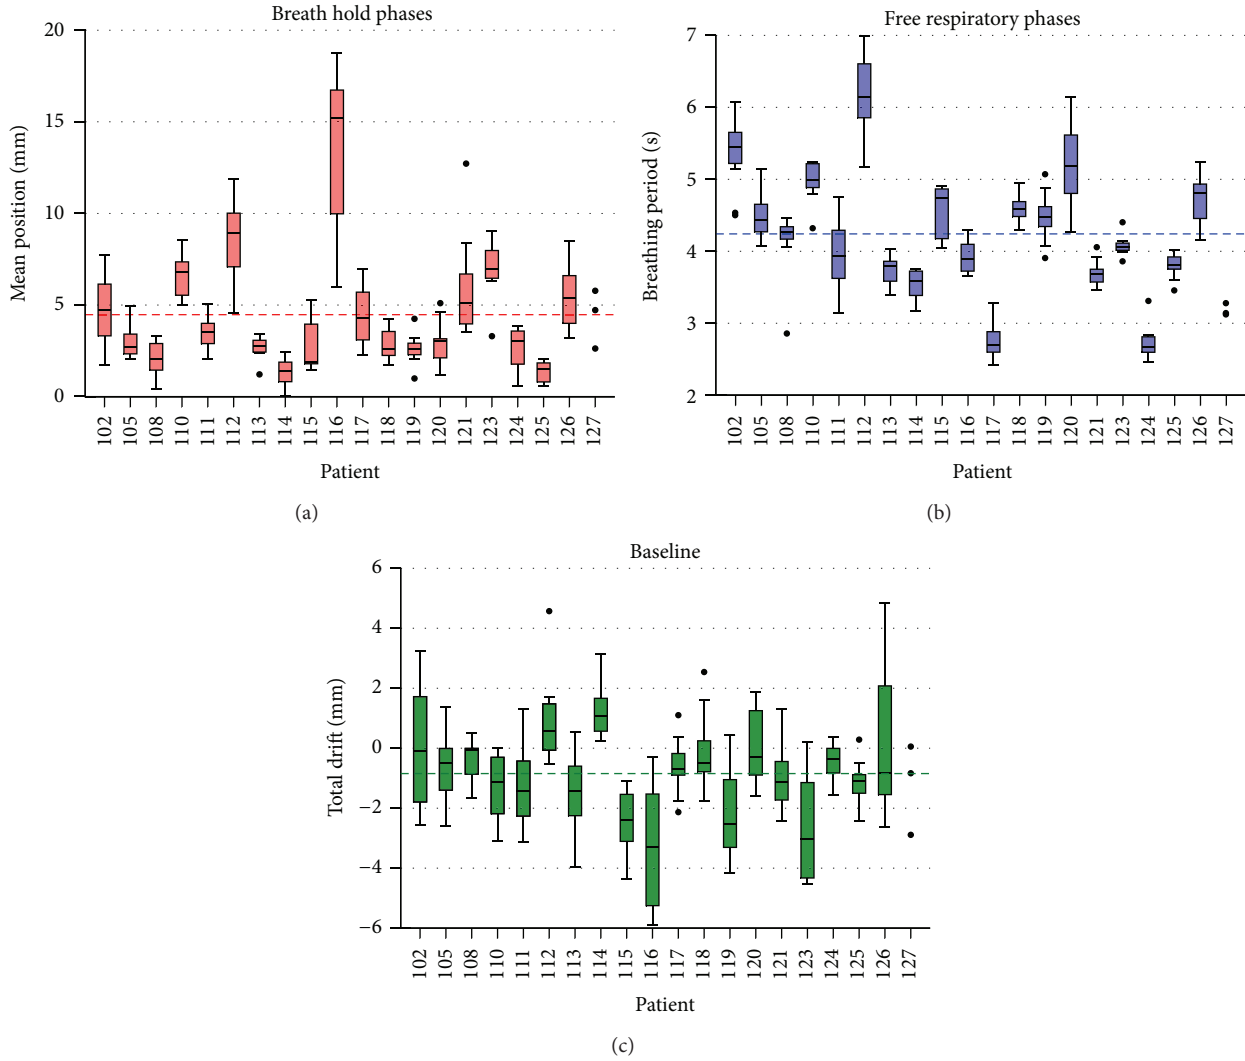 Breath hold phases
20
15
10
5
0
Mean position (mm)
102 105 108 110 111 112 113 114 115 116 117 118 119 120 121 123 124 125 126 127
Patient
(a)
Free respiratory phases
7
6
5
4
3
2
Breathing period (s)
102 105 108 110 111 112 113 114 115 116 117 118 119 120 121 123 124 125 126 127
Patient
(b)
Baseline
6
4
2
0
−2
−4
−6
Total drift (mm)
102 105 108 110 111 112 113 114 115 116 117 118 119 120 121 123 124 125 126 127
Patient
(c)